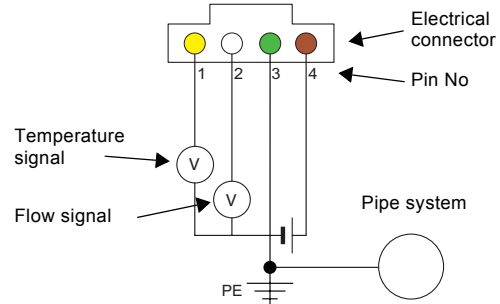 Electrical
connector
1 2 3 4
Pin No
Temperature
signal
V
V
Flow signal
Pipe system
PE